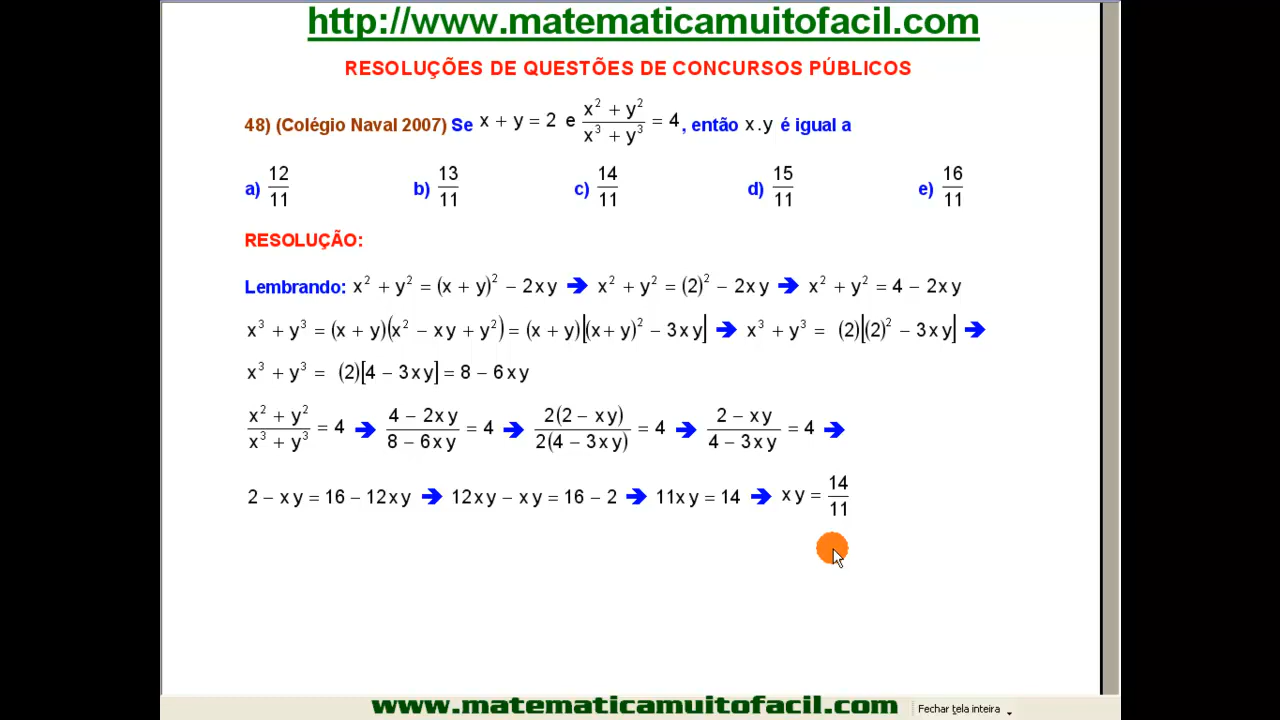 http://www.matematicamuitofacil.com
RESOLUÇÕES DE QUESTÕES DE CONCURSOS PÚBLICOS
48) (Colégio Naval 2007) Se x + y = 2 e (x² + y²)/(x³ + y³) = 4, então x.y é igual a
a) 12/11 b) 13/11 c) 14/11 d) 15/11 e) 16/11
RESOLUÇÃO:
Lembrando: x² + y² = (x + y)² − 2xy ➔ x² + y² = (2)² − 2xy ➔ x² + y² = 4 − 2xy
x³ + y³ = (x + y)(x² − xy + y²) = (x + y)[(x + y)² − 3xy] ➔ x³ + y³ = (2)[(2)² − 3xy] ➔
x³ + y³ = (2)[4 − 3xy] = 8 − 6xy
(x² + y²)/(x³ + y³) = 4 ➔ (4 − 2xy)/(8 − 6xy) = 4 ➔ 2(2 − xy)/2(4 − 3xy) = 4 ➔ (2 − xy)/(4 − 3xy) = 4 ➔
2 − xy = 16 − 12xy ➔ 12xy − xy = 16 − 2 ➔ 11xy = 14 ➔ xy = 14/11
www.matematicamuitofacil.com Fechar tela inteira